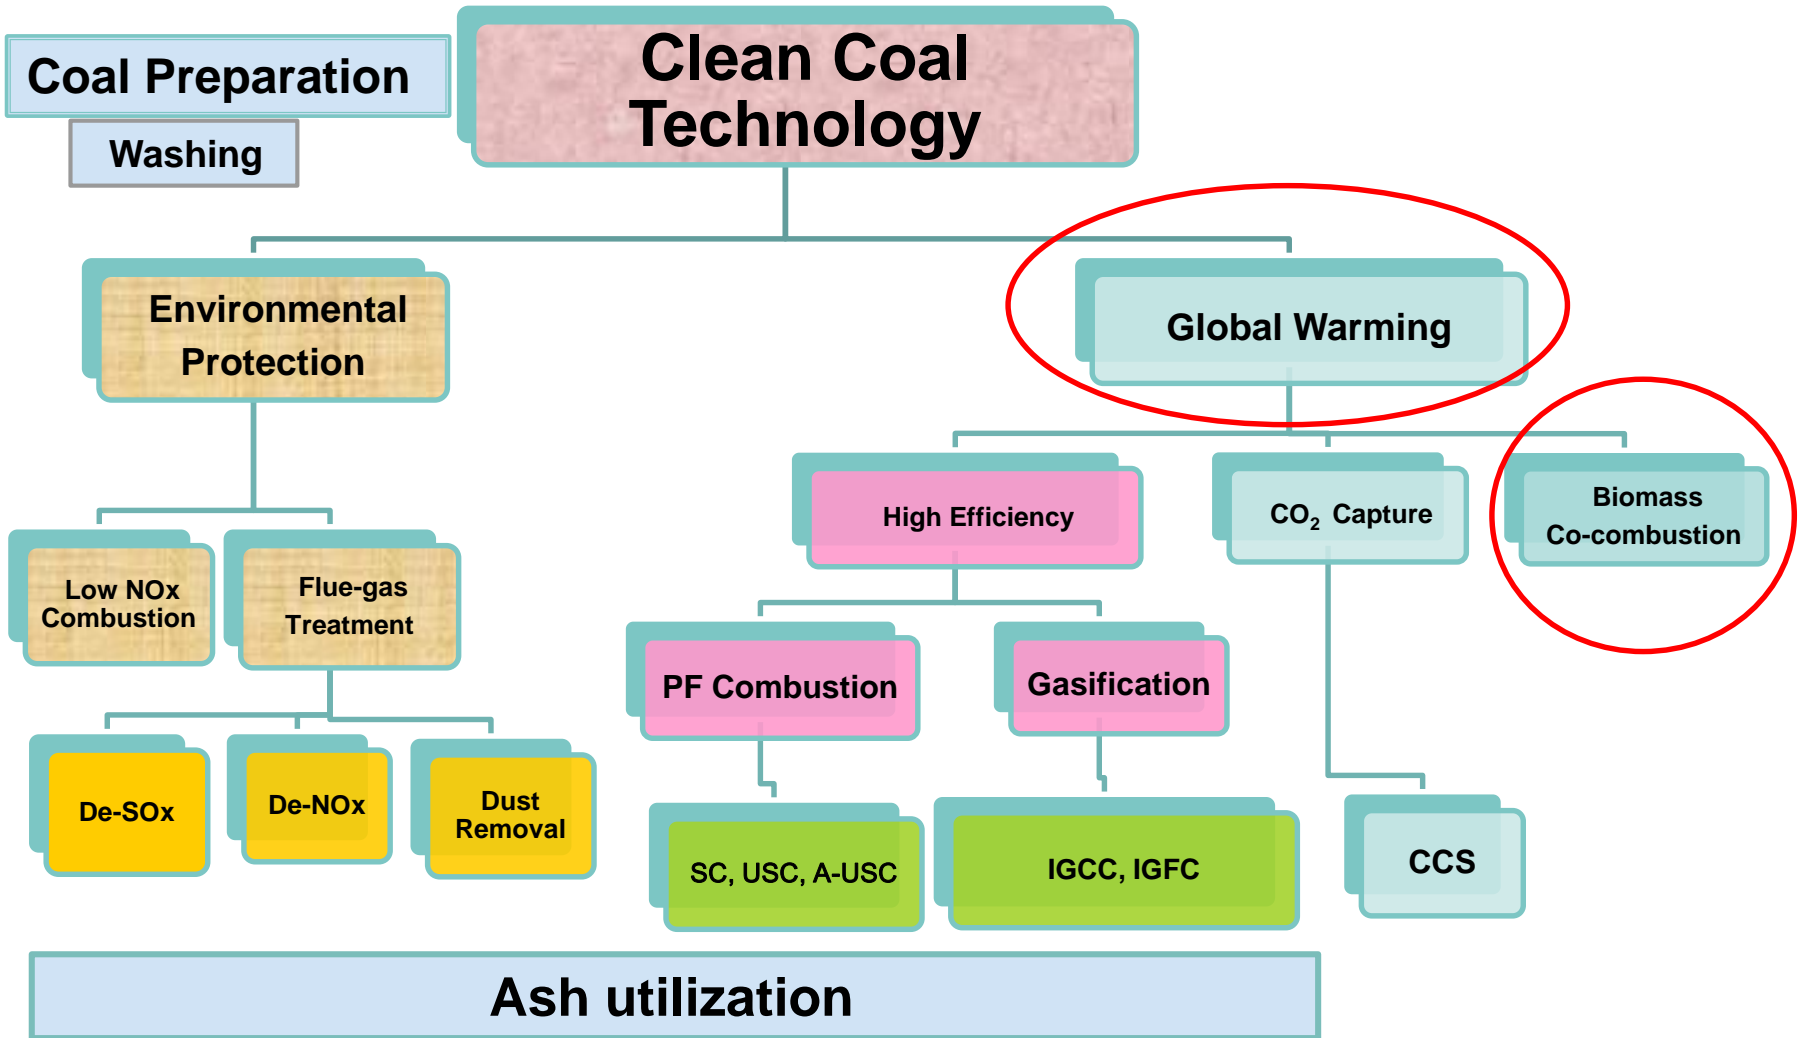 Coal Preparation
Washing
Clean Coal
Technology
Environmental
Protection
Global Warming
Low NOx
Combustion
Flue-gas
Treatment
High Efficiency
CO₂ Capture
Biomass
Co-combustion
PF Combustion
Gasification
De-SOx
De-NOx
Dust
Removal
SC, USC, A-USC
IGCC, IGFC
CCS
Ash utilization